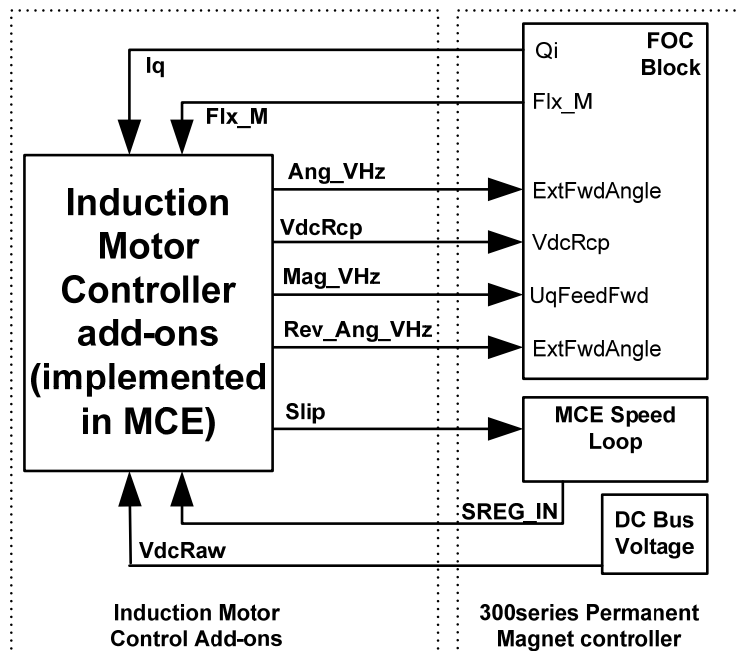 Qi
FOC
Block
Iq
Flx_M
Flx_M
Induction
Motor
Controller
add-ons
(implemented
in MCE)
Ang_VHz
ExtFwdAngle
VdcRcp
VdcRcp
Mag_VHz
UqFeedFwd
Rev_Ang_VHz
ExtFwdAngle
Slip
MCE Speed
Loop
SREG_IN
DC Bus
Voltage
VdcRaw
Induction Motor
Control Add-ons
300series Permanent
Magnet controller